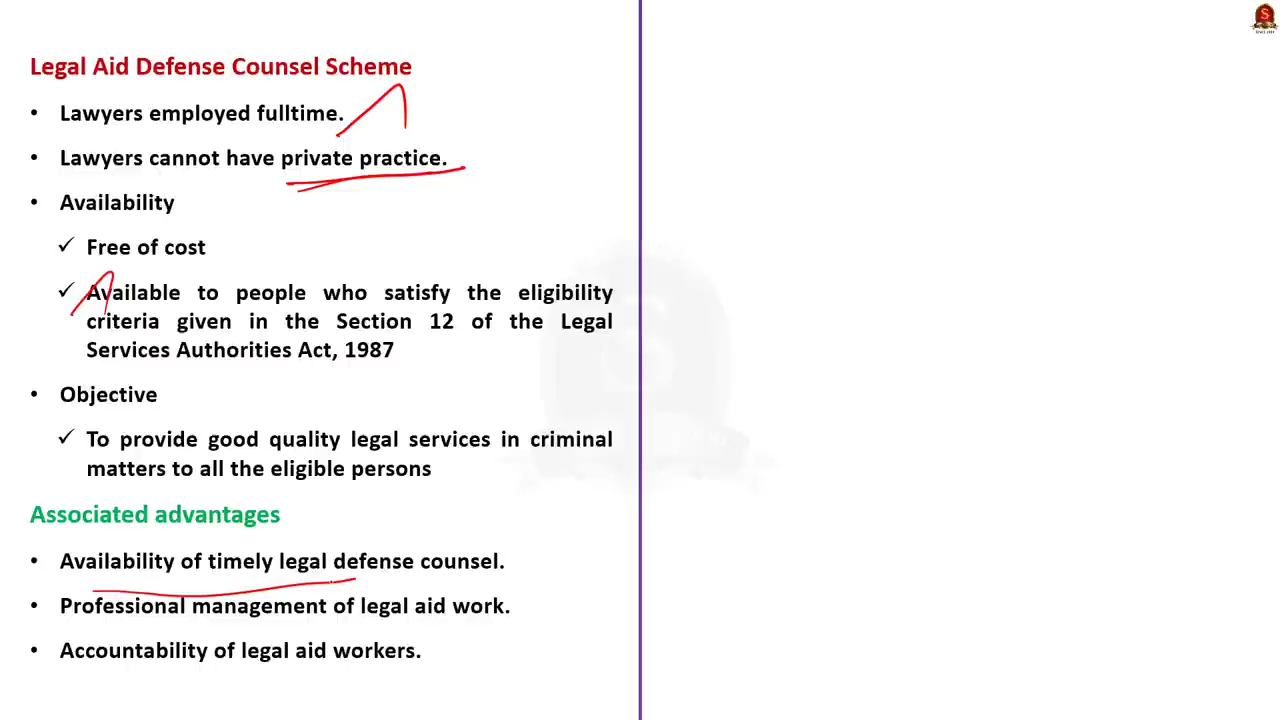 Legal Aid Defense Counsel Scheme
• Lawyers employed fulltime.
• Lawyers cannot have private practice.
• Availability
✓ Free of cost
✓ Available to people who satisfy the eligibility
criteria given in the Section 12 of the Legal
Services Authorities Act, 1987
• Objective
✓ To provide good quality legal services in criminal
matters to all the eligible persons
Associated advantages
• Availability of timely legal defense counsel.
• Professional management of legal aid work.
• Accountability of legal aid workers.